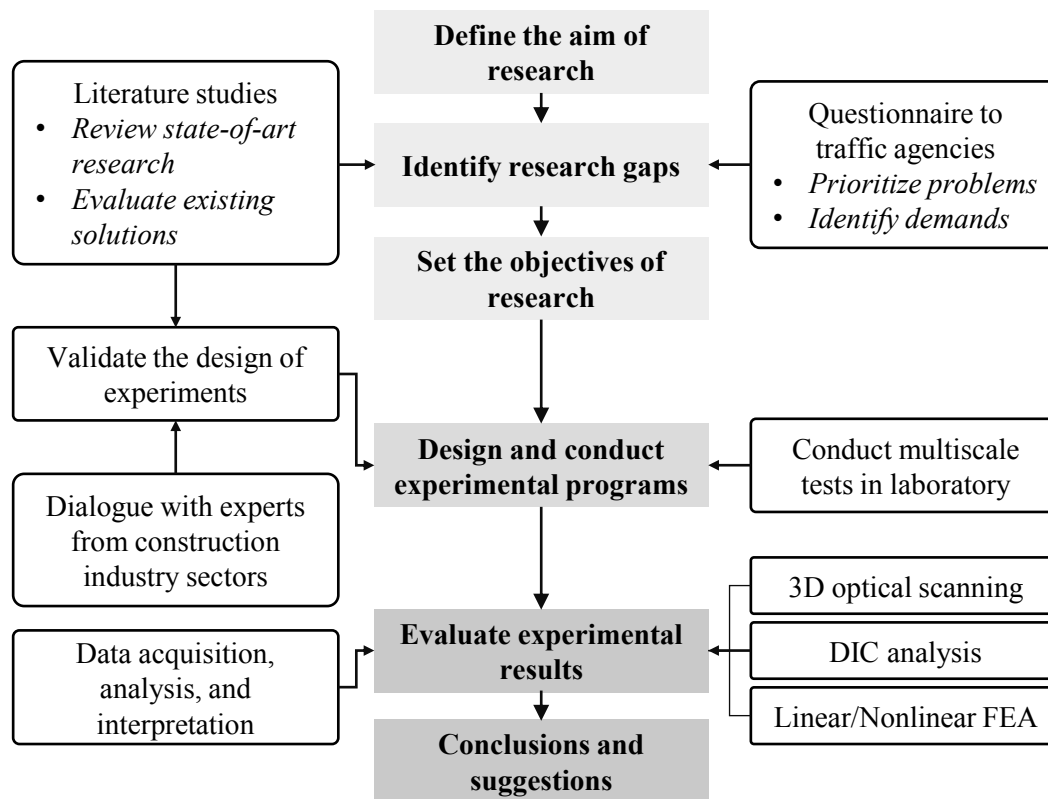 Define the aim of
research
Literature studies
• Review state-of-art
research
• Evaluate existing
solutions
Identify research gaps
Questionnaire to
traffic agencies
• Prioritize problems
• Identify demands
Set the objectives of
research
Validate the design of
experiments
Design and conduct
experimental programs
Conduct multiscale
tests in laboratory
Dialogue with experts
from construction
industry sectors
3D optical scanning
Evaluate experimental
results
DIC analysis
Data acquisition,
analysis, and
interpretation
Linear/Nonlinear FEA
Conclusions and
suggestions